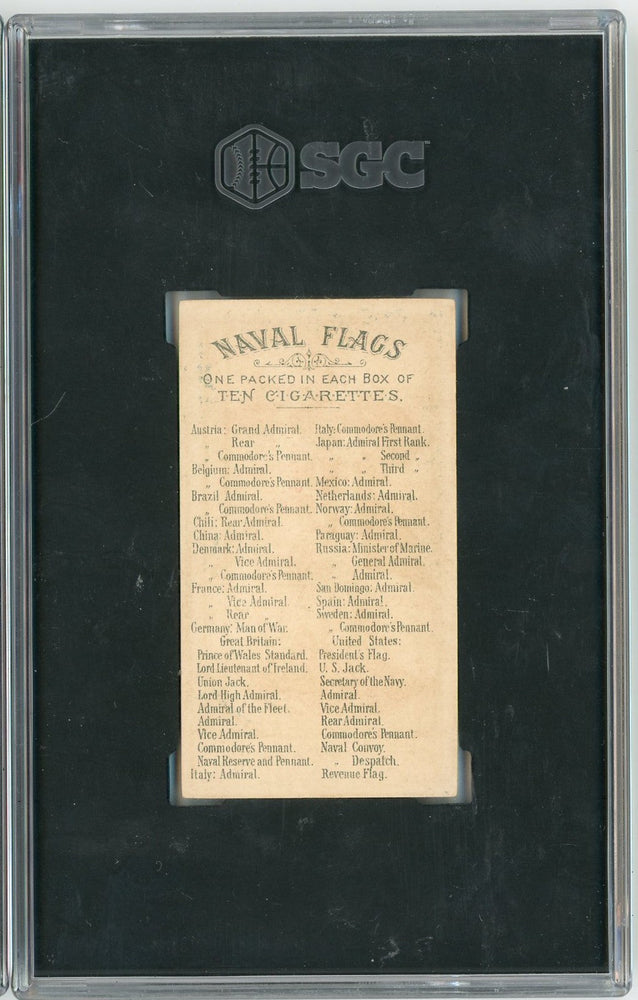 SGC
NAVAL FLAGS
ONE PACKED IN EACH BOX OF
TEN CIGARETTES.
Austria: Grand Admiral.
„ Rear „
„ Commodore's Pennant.
Belgium: Admiral.
„ Commodore's Pennant.
Brazil Admiral.
„ Commodore's Pennant.
Chili: Rear Admiral.
China: Admiral.
Denmark: Admiral.
„ Vice Admiral.
„ Commodore's Pennant.
France: Admiral.
„ Vice Admiral.
„ Rear „
Germany: Man of War.
Great Britain:
Prince of Wales Standard.
Lord Lieutenant of Ireland.
Union Jack.
Lord High Admiral.
Admiral of the Fleet.
Admiral.
Vice Admiral.
Commodore's Pennant.
Naval Reserve and Pennant.
Italy: Admiral.
Italy: Commodore's Pennant.
Japan: Admiral First Rank.
„ „ Second „
„ „ Third „
Mexico: Admiral.
Netherlands: Admiral.
Norway: Admiral.
„ Commodore's Pennant.
Paraguay: Admiral.
Russia: Minister of Marine.
„ General Admiral.
„ Admiral.
San Domingo: Admiral.
Spain: Admiral.
Sweden: Admiral.
„ Commodore's Pennant.
United States:
President's Flag.
U. S. Jack.
Secretary of the Navy.
Admiral.
Vice Admiral.
Rear Admiral.
Commodore's Pennant.
Naval Convoy.
„ Despatch.
Revenue Flag.